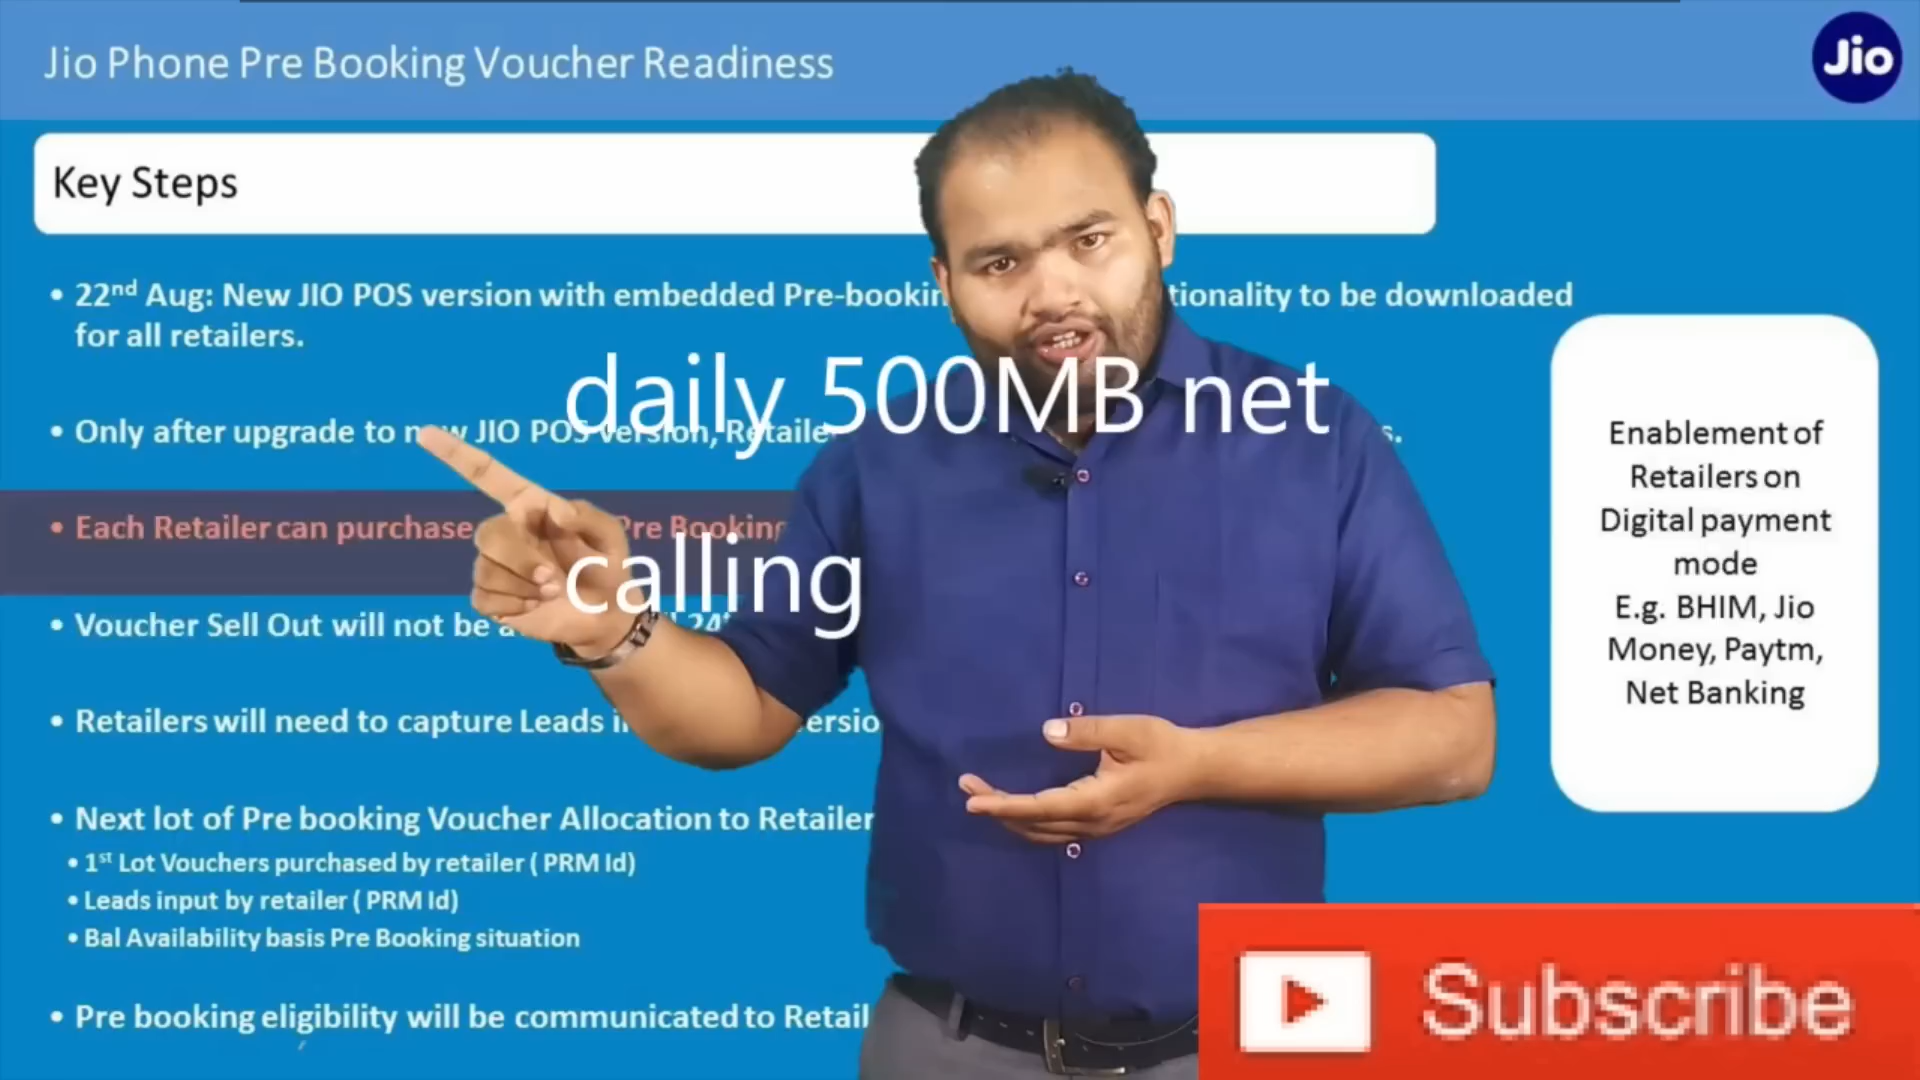 Jio Phone Pre Booking Voucher Readiness
Jio
Key Steps
• 22nd Aug: New JIO POS version with embedded to be downloaded
for all retailers.
daily 500MB net
• Only after upgrade to JIO POS version,
• Each Retailer can purchase Pre Booking
calling
• Voucher Sell Out will not be
• Retailers will need to capture Leads
• Next lot of Pre booking Voucher Allocation to Retailer
• 1st Lot Vouchers purchased by retailer ( PRM Id)
• Leads input by retailer ( PRM Id)
• Bal Availability basis Pre Booking situation
• Pre booking eligibility will be communicated to
Enablement of
Retailers on
Digital payment
mode
E.g. BHIM, Jio
Money, Paytm,
Net Banking
Subscribe